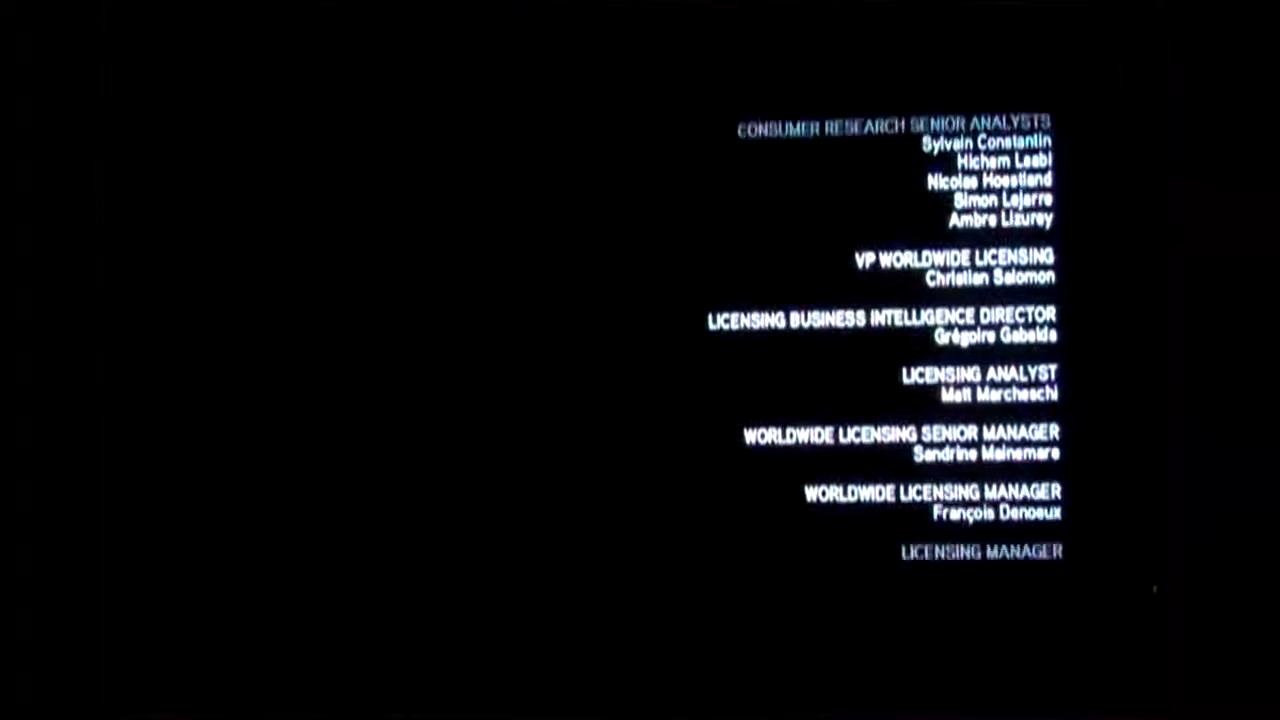 CONSUMER RESEARCH SENIOR ANALYSTS
Sylvain Constantin
Hichem Laabi
Nicolas Hoestland
Simon Lejarre
Ambre Lizurey
VP WORLDWIDE LICENSING
Christian Salomon
LICENSING BUSINESS INTELLIGENCE DIRECTOR
Grégoire Gabalda
LICENSING ANALYST
Matt Marcheschi
WORLDWIDE LICENSING SENIOR MANAGER
Sandrine Mainemare
WORLDWIDE LICENSING MANAGER
François Denoeux
LICENSING MANAGER